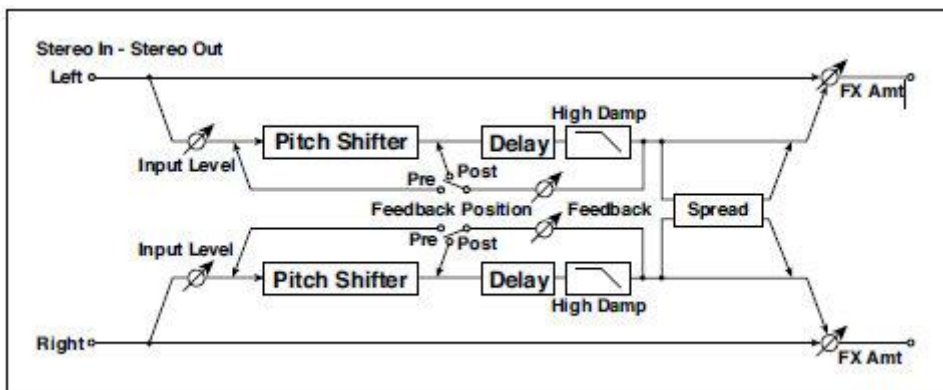 Stereo In - Stereo Out
Left
FX Amt
High Damp
Pitch Shifter
Delay
Input Level
Post
Pre
Feedback Position
Feedback
Spread
Pre
Post
Input Level
Pitch Shifter
Delay
High Damp
Right
FX Amt